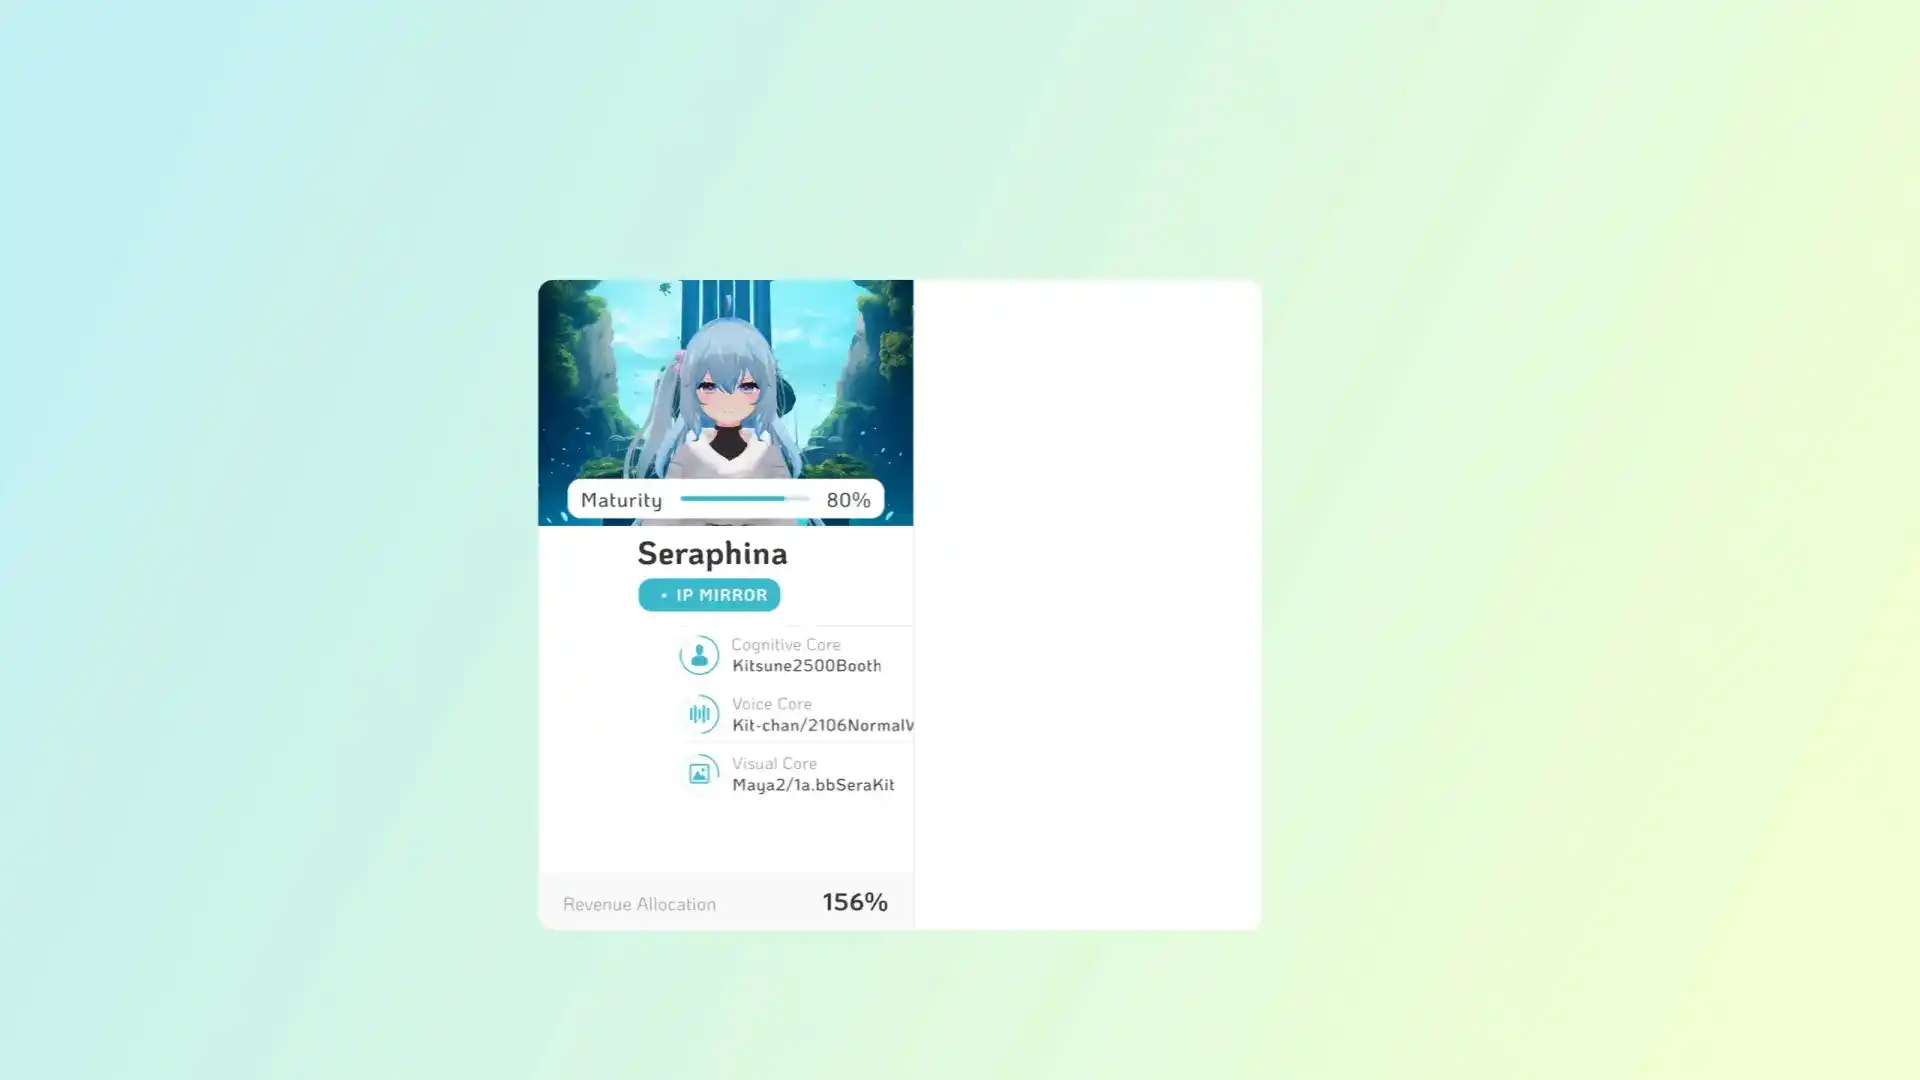 Maturity 80%
Seraphina
• IP MIRROR
Cognitive Core
Kitsune2500Booth
Voice Core
Kit-chan/2106Normal
Visual Core
Maya2/1a.bbSeraKit
Revenue Allocation 156%